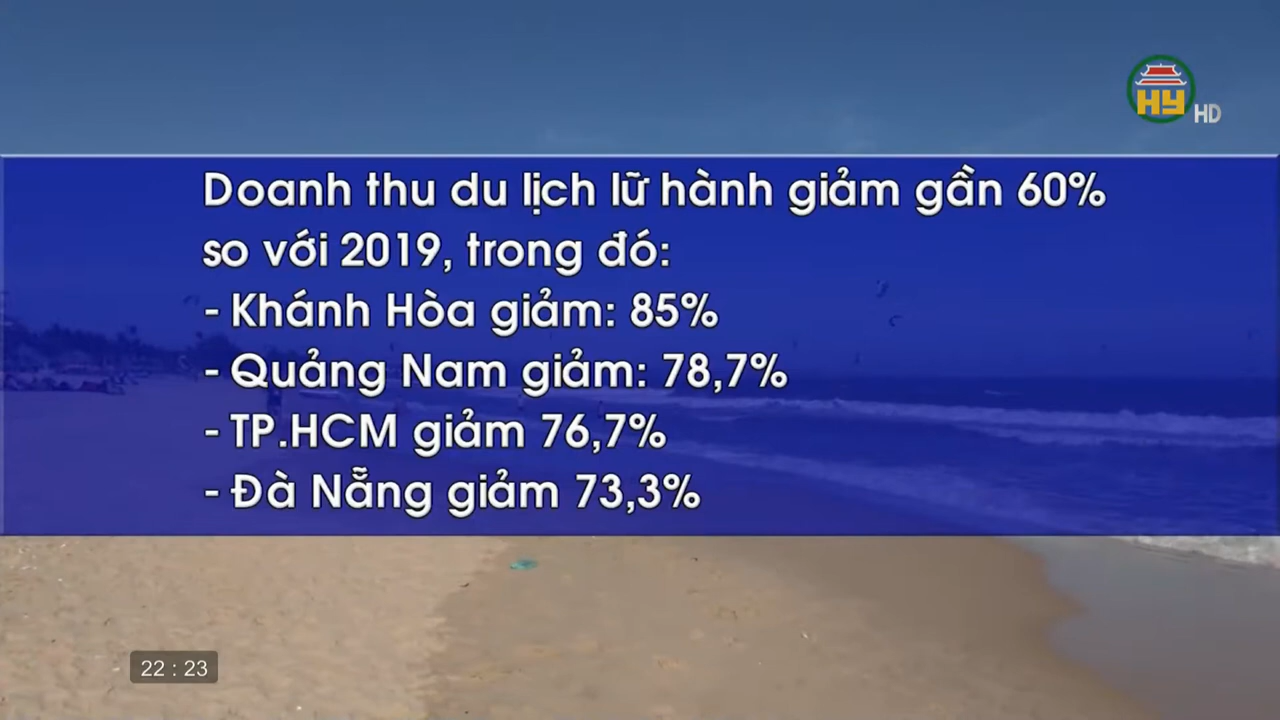 HY HD
Doanh thu du lịch lữ hành giảm gần 60%
so với 2019, trong đó:
- Khánh Hòa giảm: 85%
- Quảng Nam giảm: 78,7%
- TP.HCM giảm 76,7%
- Đà Nẵng giảm 73,3%
22 : 23